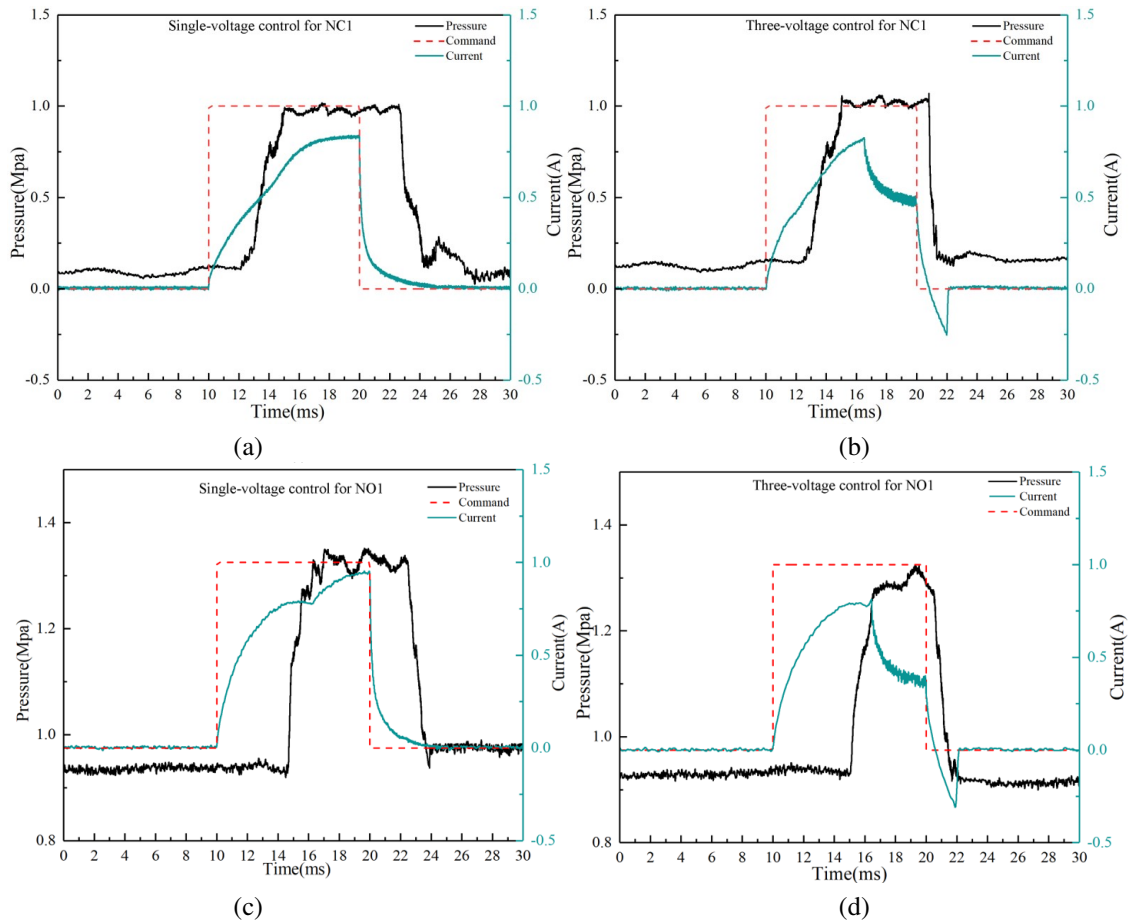 Single-voltage control for NC1
Pressure
Command
Current
1.5
1.0
0.5
0.0
-0.5
Pressure(Mpa)
1.5
1.0
0.5
0.0
-0.5
Current(A)
0 2 4 6 8 10 12 14 16 18 20 22 24 26 28 30
Time(ms)
(a)
Three-voltage control for NC1
Pressure
Command
Current
1.5
1.0
0.5
0.0
-0.5
Pressure(Mpa)
1.5
1.0
0.5
0.0
-0.5
Current(A)
0 2 4 6 8 10 12 14 16 18 20 22 24 26 28 30
Time(ms)
(b)
Single-voltage control for NO1
Pressure
Command
Current
1.4
1.2
1.0
0.8
Pressure(Mpa)
1.5
1.0
0.5
0.0
-0.5
Current(A)
0 2 4 6 8 10 12 14 16 18 20 22 24 26 28 30
Time(ms)
(c)
Three-voltage control for NO1
Pressure
Current
Command
1.4
1.2
1.0
0.8
Pressure(Mpa)
1.5
1.0
0.5
0.0
-0.5
Current(A)
0 2 4 6 8 10 12 14 16 18 20 22 24 26 28 30
Time(ms)
(d)